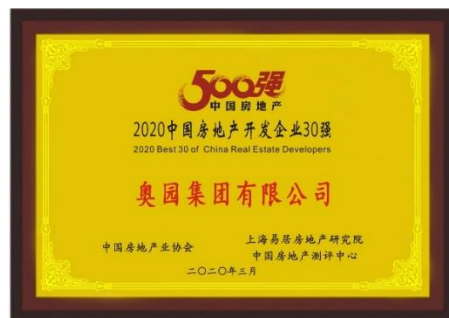 500强
中国房地产
2020中国房地产开发企业30强
2020 Best 30 of China Real Estate Developers
奥园集团有限公司
中国房地产业协会
上海易居房地产研究院
中国房地产测评中心
二〇二〇年三月